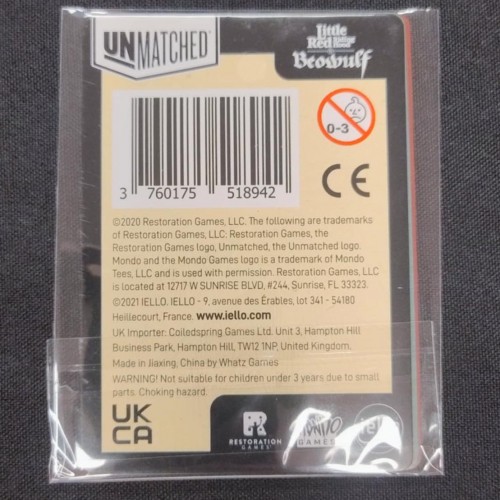 UNMATCHED®
Little
Red Riding
Hood
Beowulf
0-3
3 760175 518942
CE
©2020 Restoration Games, LLC. The following are trademarks
of Restoration Games, LLC: Restoration Games, the
Restoration Games logo, Unmatched, the Unmatched logo.
Mondo and the Mondo Games logo is a trademark of Mondo
Tees, LLC and is used with permission. Restoration Games, LLC
is located at 12717 W SUNRISE BLVD, #244, Sunrise, FL 33323.
©2021 IELLO. IELLO - 9, avenue des Érables, lot 341 - 54180
Heillecourt, France. www.iello.com
UK Importer: Coiledspring Games Ltd. Unit 3, Hampton Hill
Business Park, Hampton Hill, TW12 1NP, United Kingdom.
Made in Jiaxing, China by Whatz Games
WARNING! Not suitable for children under 3 years due to small
parts. Choking hazard.
UK
CA
RESTORATION
GAMES
MONDO
GAMES